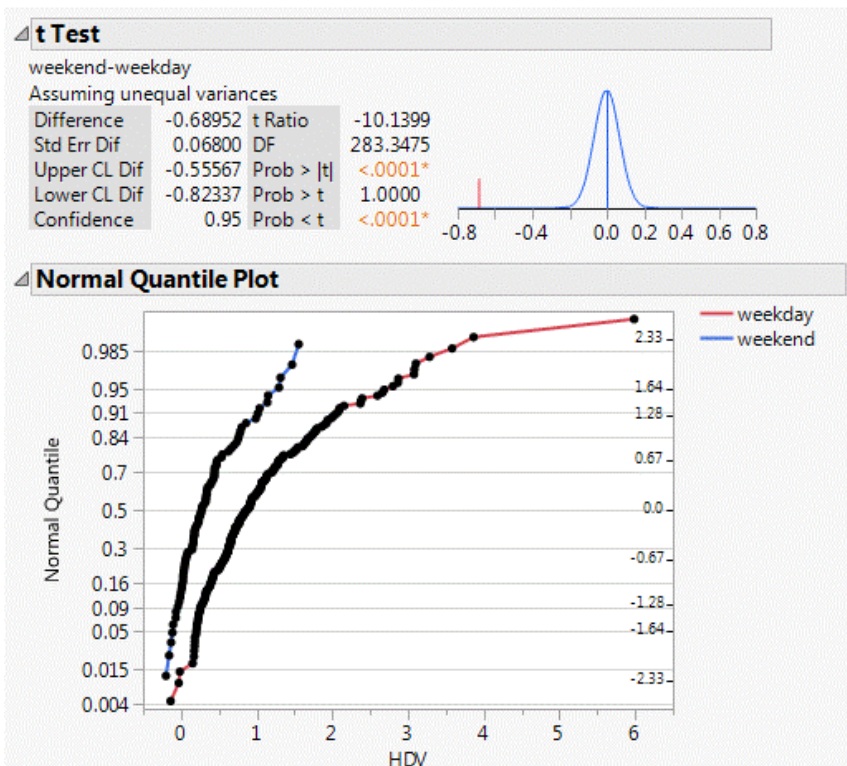 t Test
weekend-weekday
Assuming unequal variances
Difference -0.68952 t Ratio -10.1399
Std Err Dif 0.06800 DF 283.3475
Upper CL Dif -0.55567 Prob > |t| <.0001*
Lower CL Dif -0.82337 Prob > t 1.0000
Confidence 0.95 Prob < t <.0001*
-0.8 -0.4 0.0 0.2 0.4 0.6 0.8
Normal Quantile Plot
weekday
weekend
Normal Quantile
0.985
0.95
0.91
0.84
0.7
0.5
0.3
0.16
0.09
0.05
0.015
0.004
2.33
1.64
1.28
0.67
0.0
-0.67
-1.28
-1.64
-2.33
0 1 2 3 4 5 6
HDV